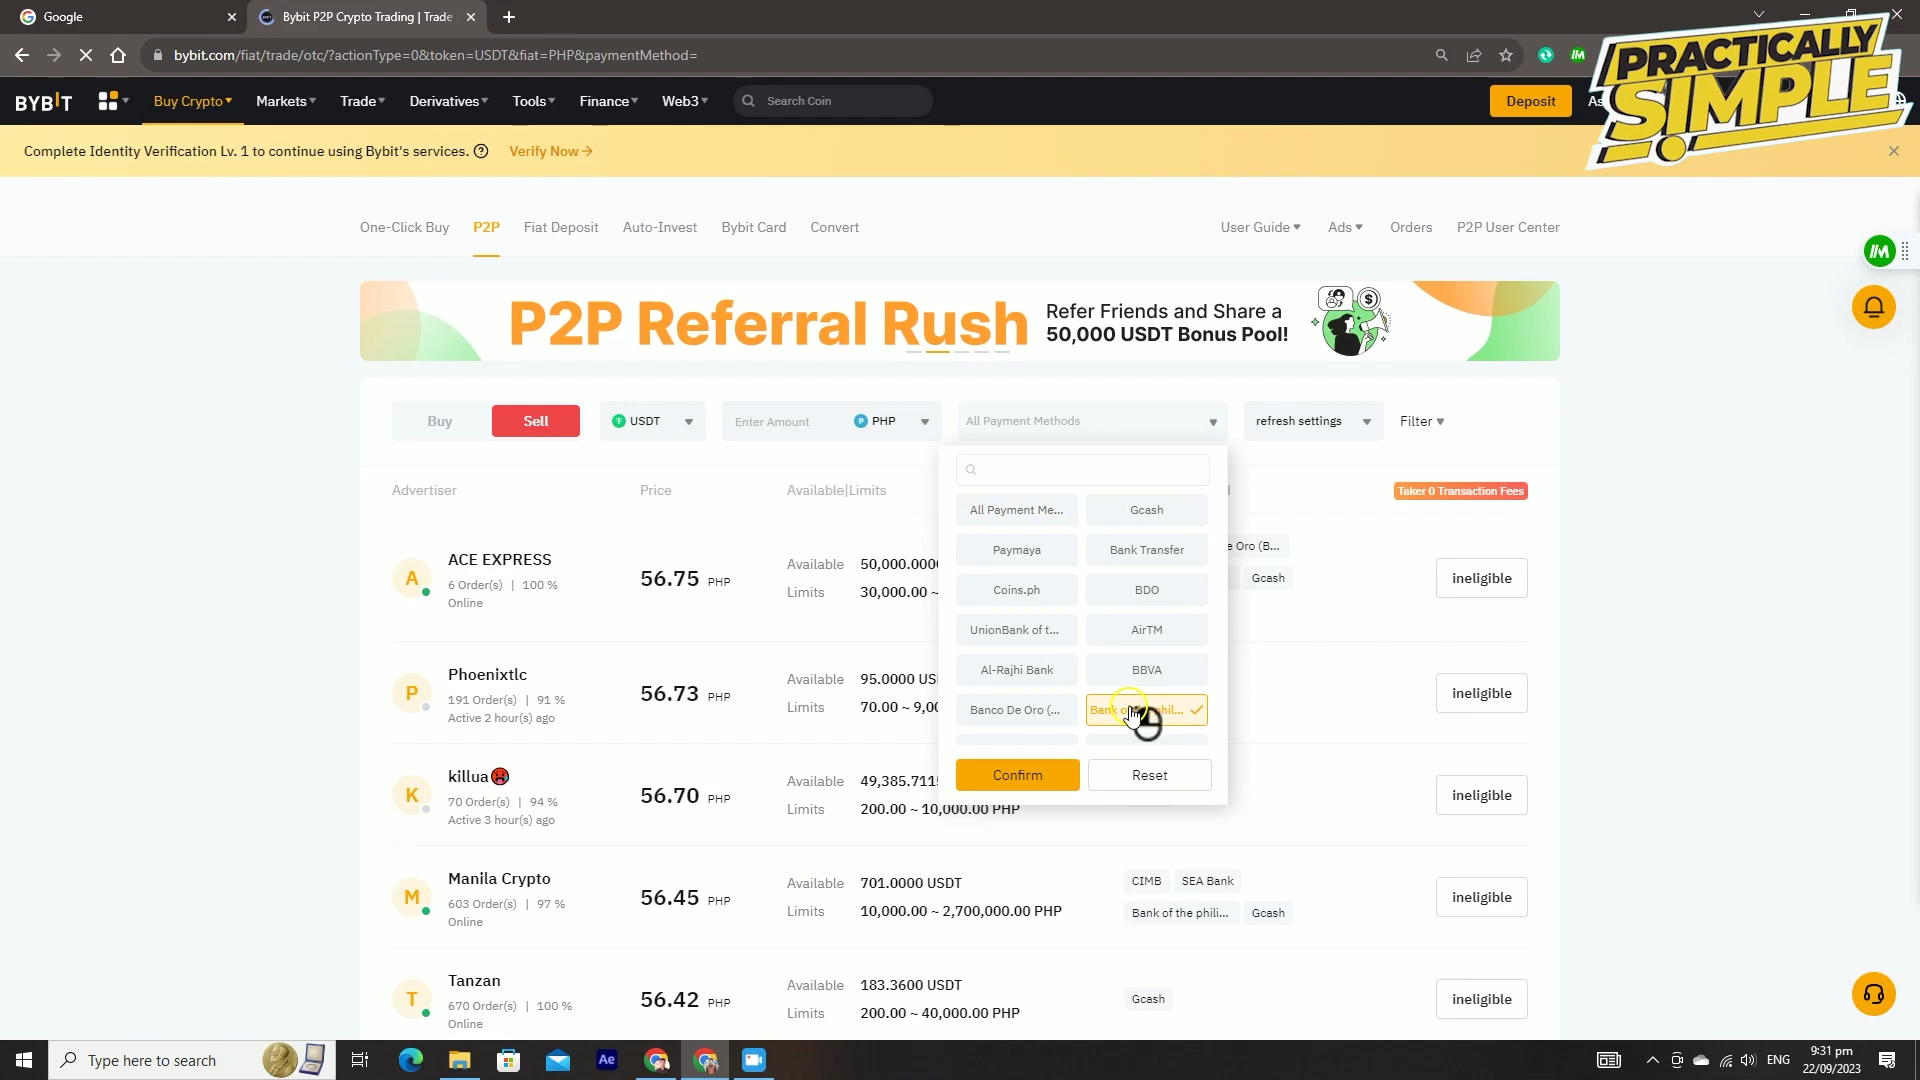 Google
Bybit P2P Crypto Trading | Trade
bybit.com/fiat/trade/otc/?actionType=0&token=USDT&fiat=PHP&paymentMethod=
PRACTICALLY
SIMPLE
BYBIT
Buy Crypto
Markets
Trade
Derivatives
Tools
Finance
Web3
Search Coin
Deposit
As
Complete Identity Verification Lv. 1 to continue using Bybit's services.
Verify Now
One-Click Buy
P2P
Fiat Deposit
Auto-Invest
Bybit Card
Convert
User Guide
Ads
Orders
P2P User Center
P2P Referral Rush
Refer Friends and Share a
50,000 USDT Bonus Pool!
Buy
Sell
USDT
Enter Amount
PHP
All Payment Methods
refresh settings
Filter
Advertiser
Price
Available|Limits
Taker 0 Transaction Fees
All Payment Me...
Gcash
Paymaya
Bank Transfer
Coins.ph
BDO
UnionBank of t...
AirTM
Al-Rajhi Bank
BBVA
Banco De Oro (...
Confirm
Reset
A
ACE EXPRESS
6 Order(s) | 100 %
Online
56.75 PHP
Available 50,000.0000
Limits 30,000.00 ~
e Oro (B...
Gcash
ineligible
P
Phoenixtlc
191 Order(s) | 91 %
Active 2 hour(s) ago
56.73 PHP
Available 95.0000 US
Limits 70.00 ~ 9,00
ineligible
K
killua
70 Order(s) | 94 %
Active 3 hour(s) ago
56.70 PHP
Available 49,385.711
Limits 200.00 ~ 10,000.00 PHP
ineligible
M
Manila Crypto
603 Order(s) | 97 %
Online
56.45 PHP
Available 701.0000 USDT
Limits 10,000.00 ~ 2,700,000.00 PHP
CIMB
SEA Bank
Bank of the phili...
Gcash
ineligible
T
Tanzan
670 Order(s) | 100 %
Online
56.42 PHP
Available 183.3600 USDT
Limits 200.00 ~ 40,000.00 PHP
Gcash
ineligible
Type here to search
Ae
ENG
9:31 pm
22/09/2023